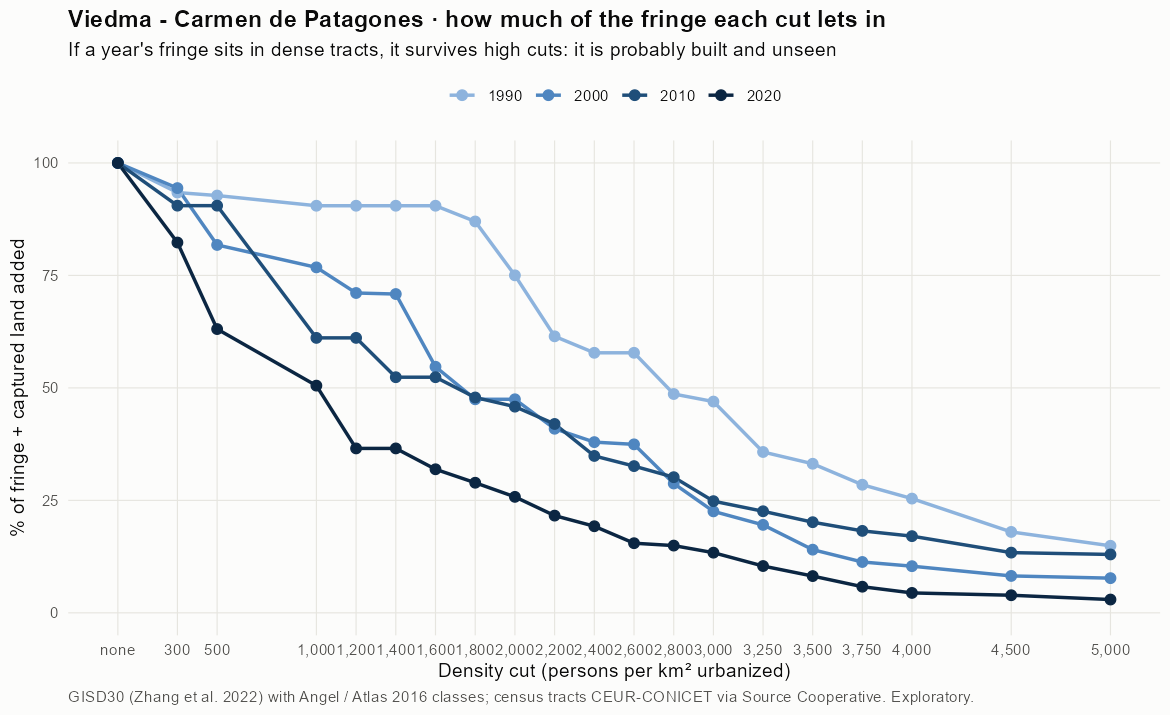 Viedma - Carmen de Patagones · how much of the fringe each cut lets in
If a year's fringe sits in dense tracts, it survives high cuts: it is probably built and unseen
1990 2000 2010 2020
% of fringe + captured land added
100
75
50
25
0
none 300 500 1,000 1,200 1,400 1,600 1,800 2,000 2,200 2,400 2,600 2,800 3,000 3,250 3,500 3,750 4,000 4,500 5,000
Density cut (persons per km² urbanized)
GISD30 (Zhang et al. 2022) with Angel / Atlas 2016 classes; census tracts CEUR-CONICET via Source Cooperative. Exploratory.